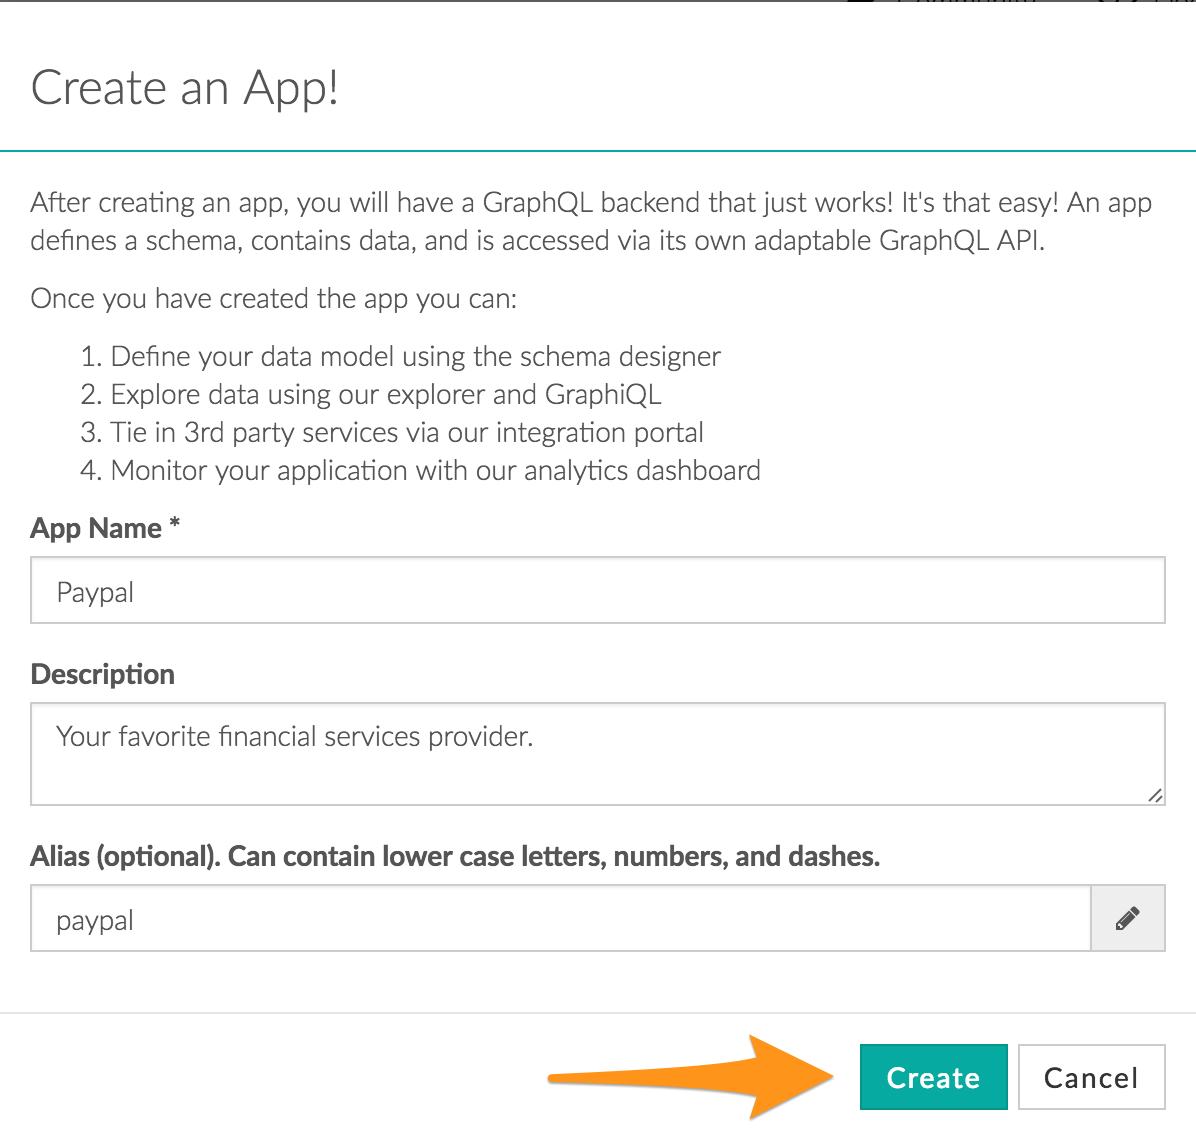 Create an App!
After creating an app, you will have a GraphQL backend that just works! It's that easy! An app
defines a schema, contains data, and is accessed via its own adaptable GraphQL API.
Once you have created the app you can:
1. Define your data model using the schema designer
2. Explore data using our explorer and GraphiQL
3. Tie in 3rd party services via our integration portal
4. Monitor your application with our analytics dashboard
App Name *
Paypal
Description
Your favorite financial services provider.
Alias (optional). Can contain lower case letters, numbers, and dashes.
paypal
Create
Cancel